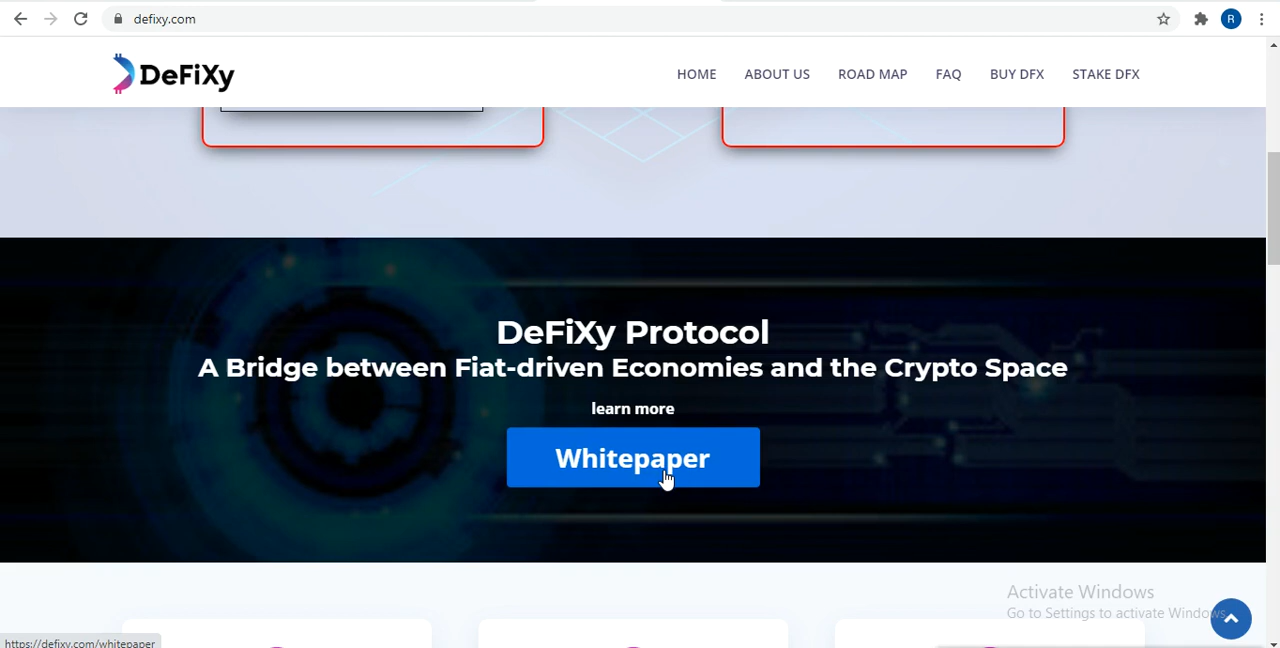 defixy.com
R
DeFiXy
HOME ABOUT US ROAD MAP FAQ BUY DFX STAKE DFX
DeFiXy Protocol
A Bridge between Fiat-driven Economies and the Crypto Space
learn more
Whitepaper
Activate Windows
Go to Settings to activate Windows.
https://defixy.com/whitepaper